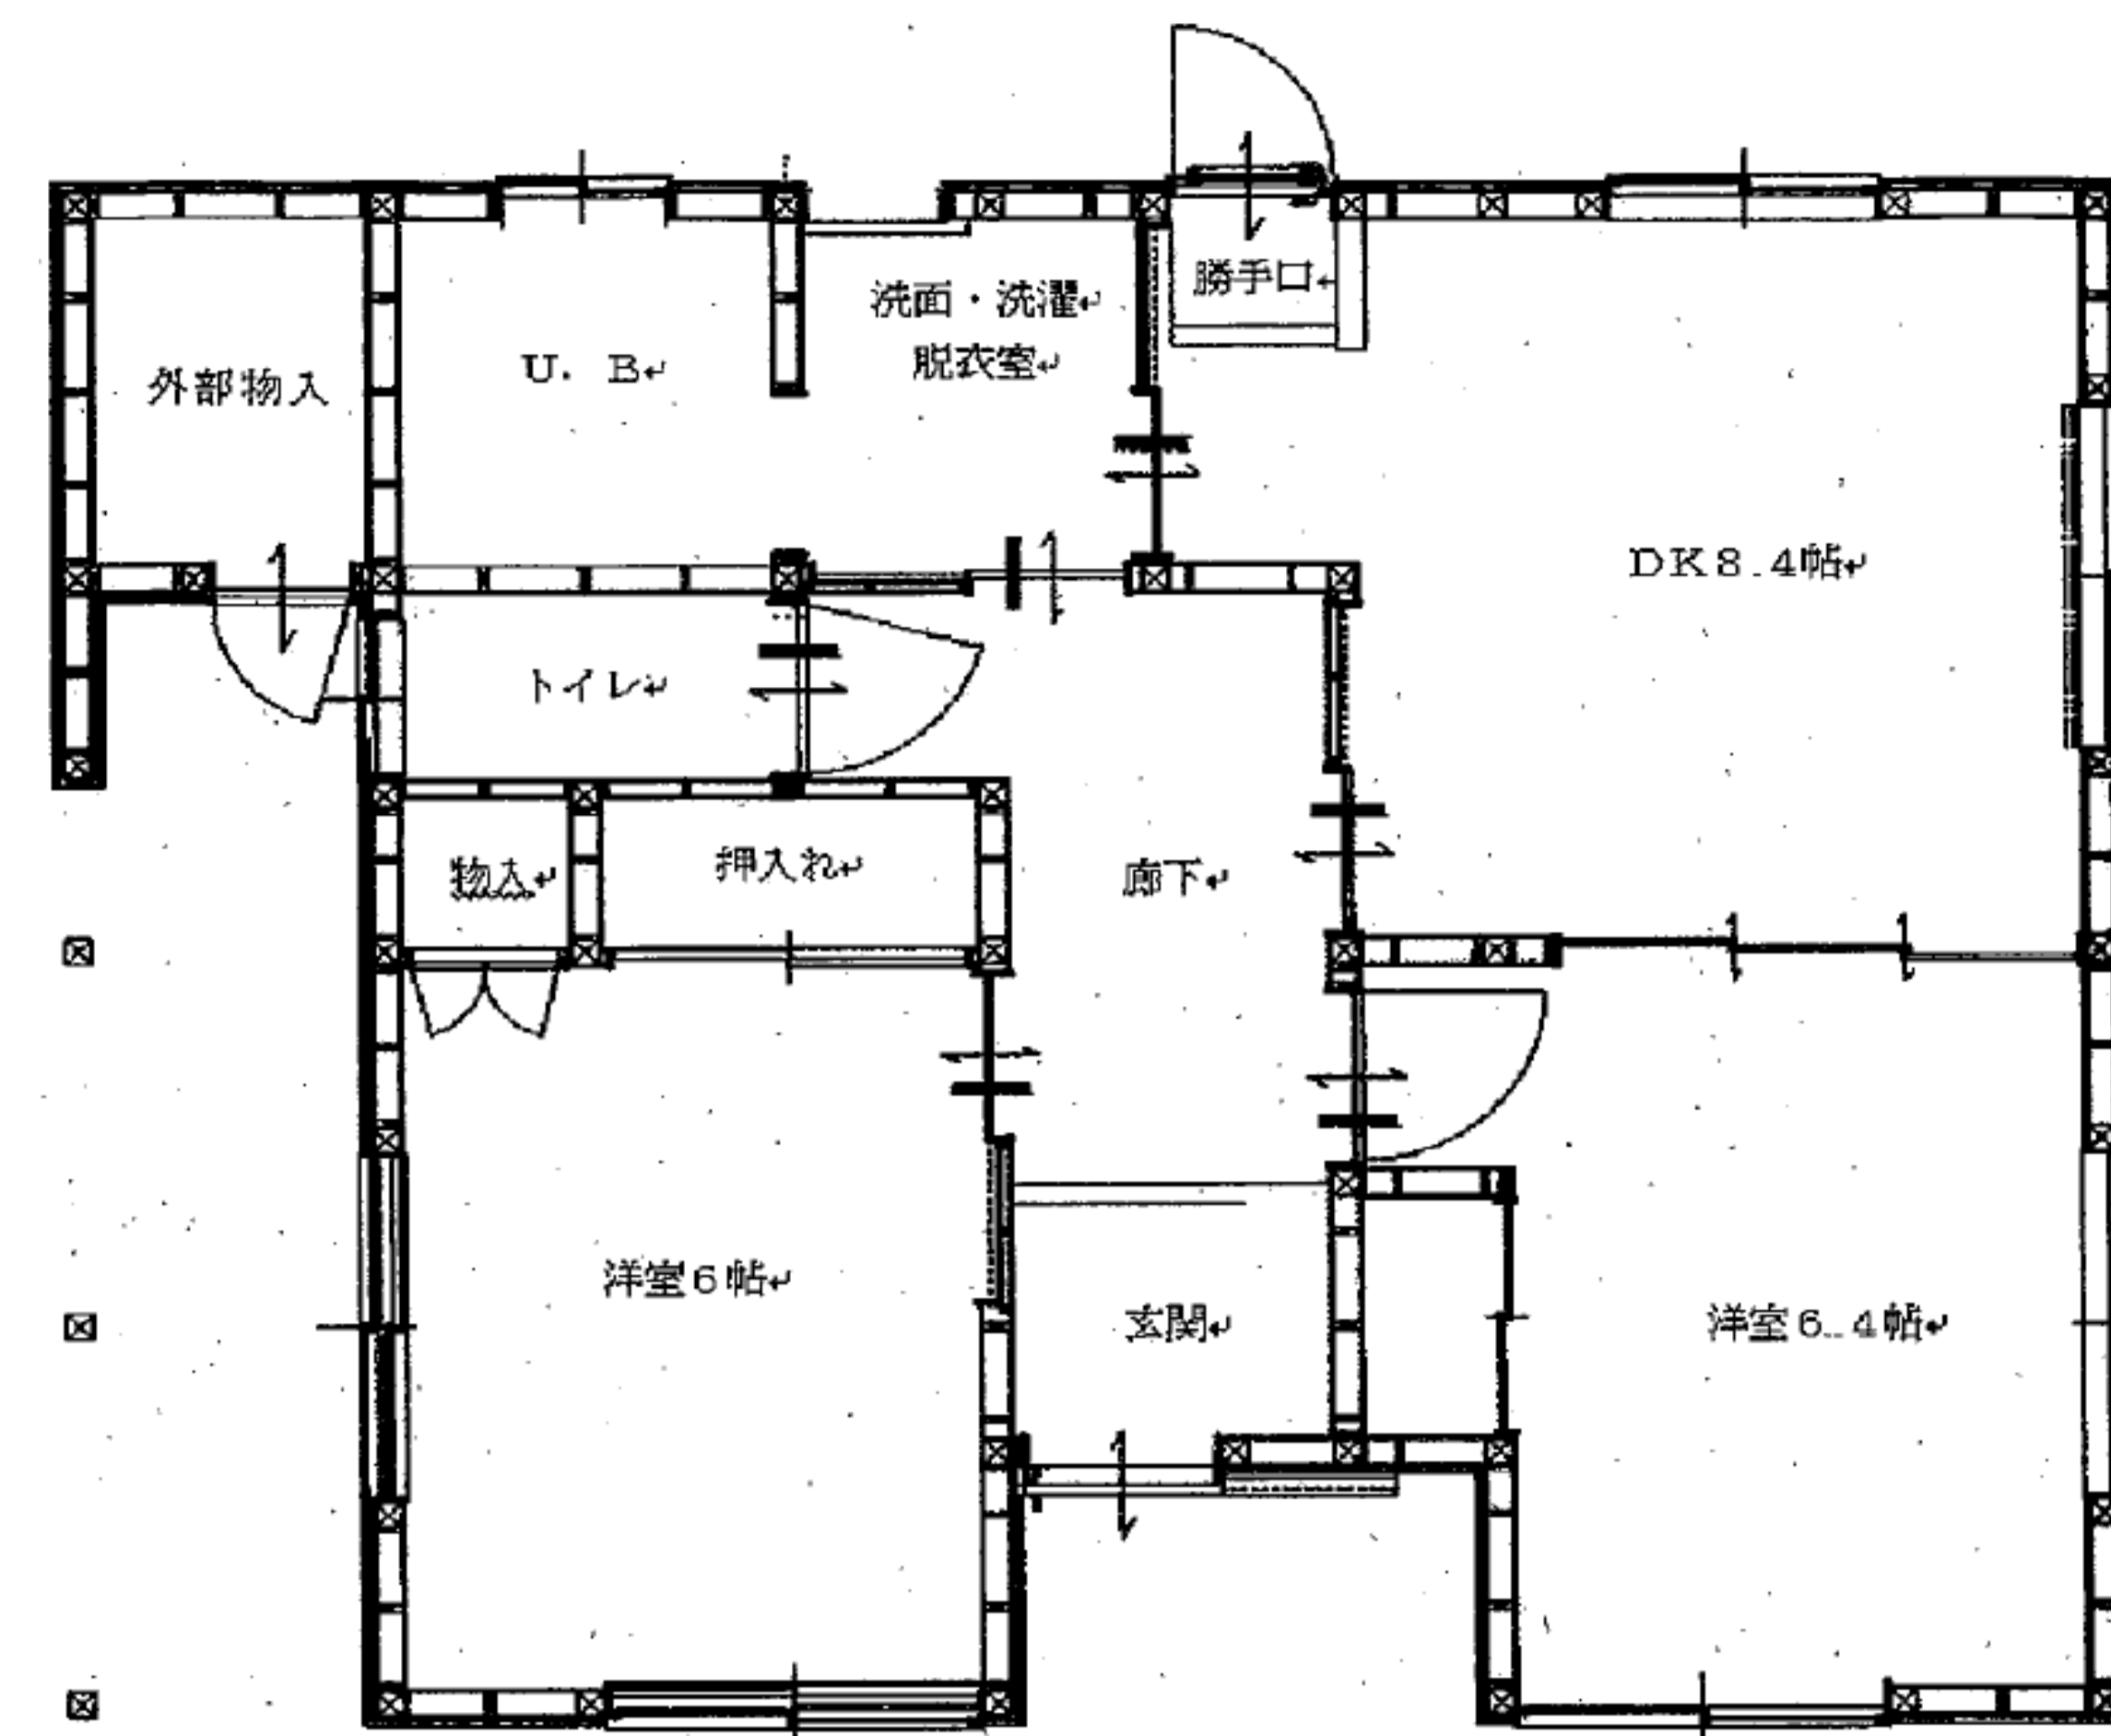 勝手口↵
洗面・洗濯↵
脱衣室↵
U. B↵
外部物入
DK8.4帖↵
トイレ↵
物入↵
押入れ↵
廊下↵
洋室6帖↵
玄関↵
洋室6.4帖↵